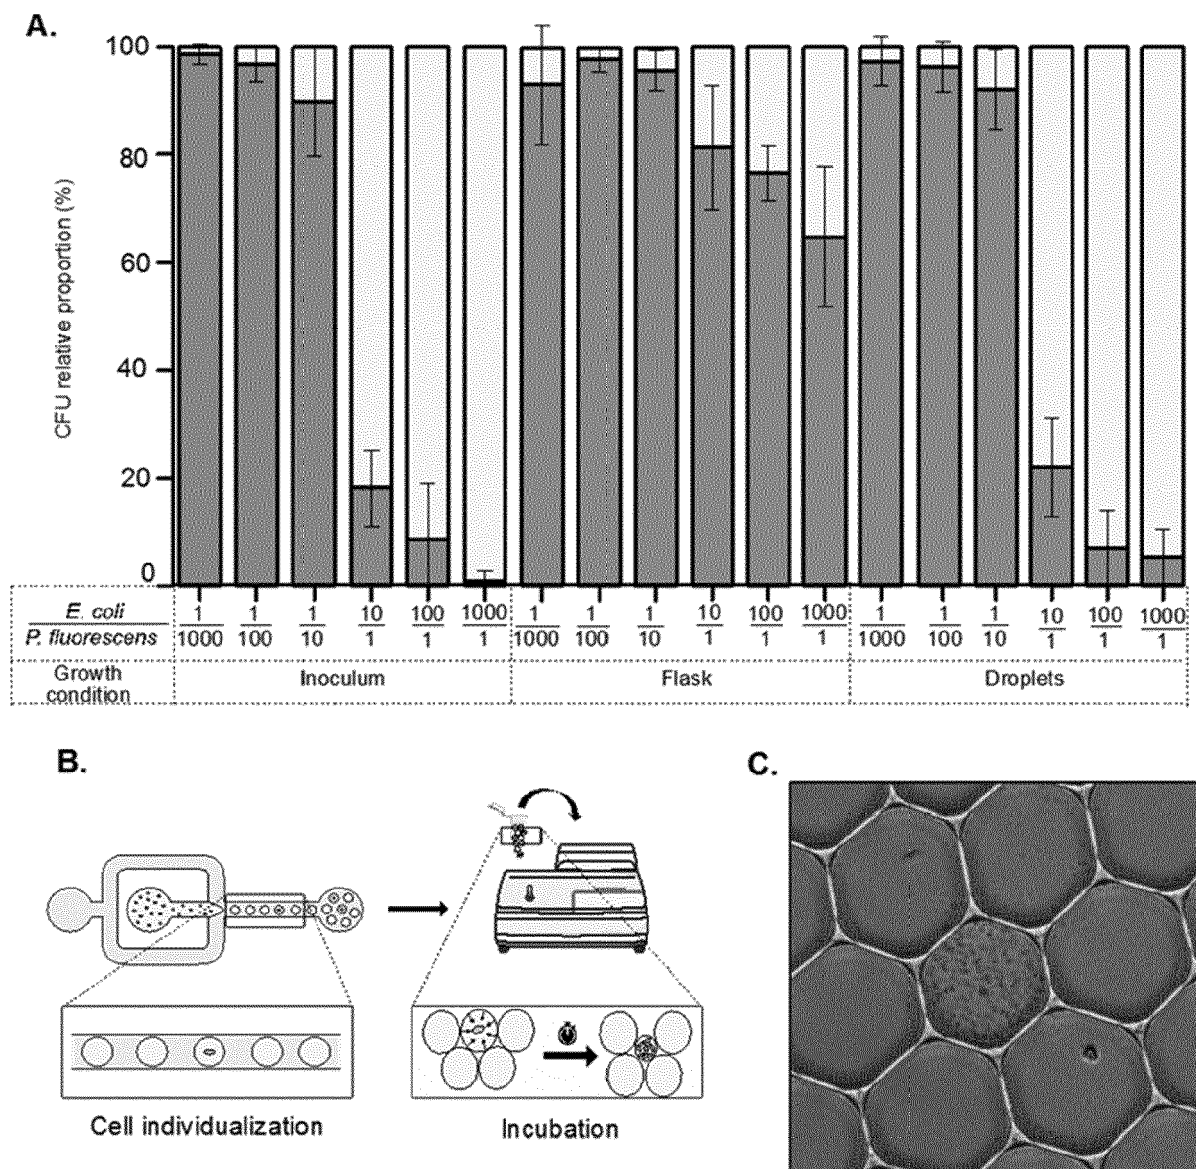 A.
CFU relative proportion (%)
100
80
60
40
20
0
E. coli
P. fluorescens
1 1 1 10 100 1000 1 1 1 10 100 1000 1 1 1 10 100 1000
1000 100 10 1 1 1 1000 100 10 1 1 1 1000 100 10 1 1 1
Growth
condition
Inoculum Flask Droplets
B.
C.
Cell individualization
Incubation